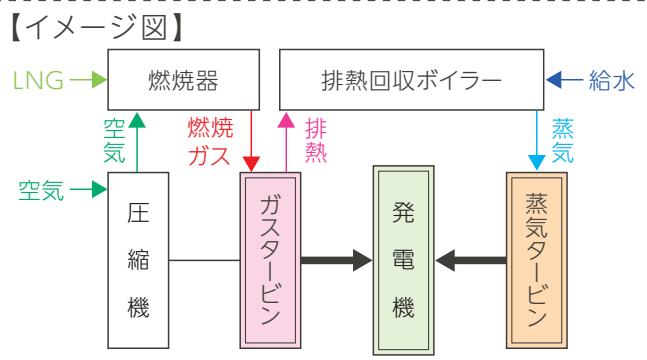 【イメージ図】
LNG
燃焼器
排熱回収ボイラー
給水
空気
燃焼
ガス
排熱
蒸気
空気
圧縮機
ガスタービン
発電機
蒸気タービン